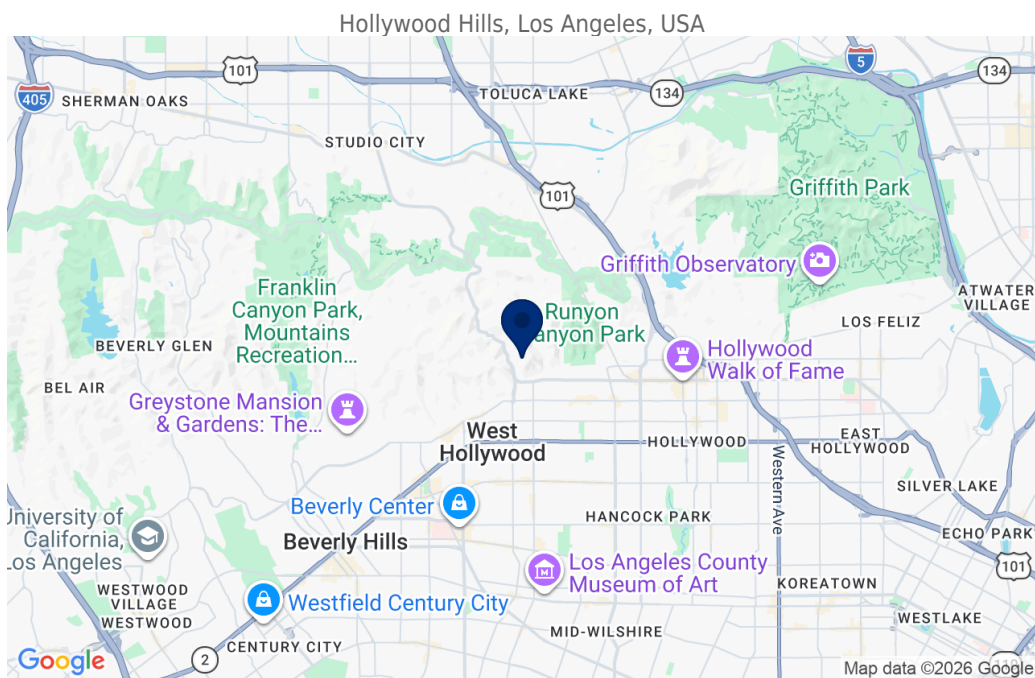 Hollywood Hills, Los Angeles, USA
101
5
134
405
SHERMAN OAKS
TOLUCA LAKE
134
STUDIO CITY
101
Griffith Park
Griffith Observatory
ATWATER
VILLAGE
Franklin
Canyon Park,
Mountains
Recreation...
Runyon
anyon Park
LOS FELIZ
BEVERLY GLEN
Hollywood
Walk of Fame
BEL AIR
Greystone Mansion
& Gardens: The...
West
Hollywood
HOLLYWOOD
EAST
HOLLYWOOD
Western Ave
SILVER LAKE
Beverly Center
HANCOCK PARK
University of
California,
Los Angeles
Beverly Hills
ECHO PARK
101
Los Angeles County
Museum of Art
KOREATOWN
WESTWOOD
VILLAGE
WESTWOOD
Westfield Century City
WESTLAKE
MID-WILSHIRE
CENTURY CITY
2
Google
Map data ©2026 Google